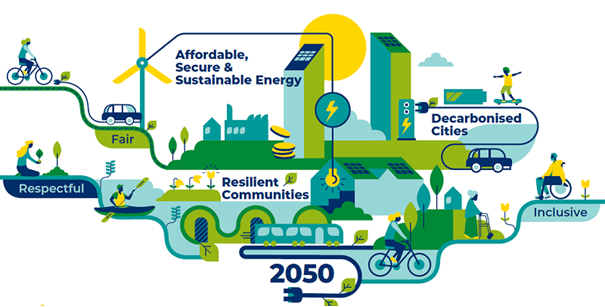 Affordable,
Secure &
Sustainable Energy
Decarbonised
Cities
Fair
Respectful
Resilient
Communities
Inclusive
2050